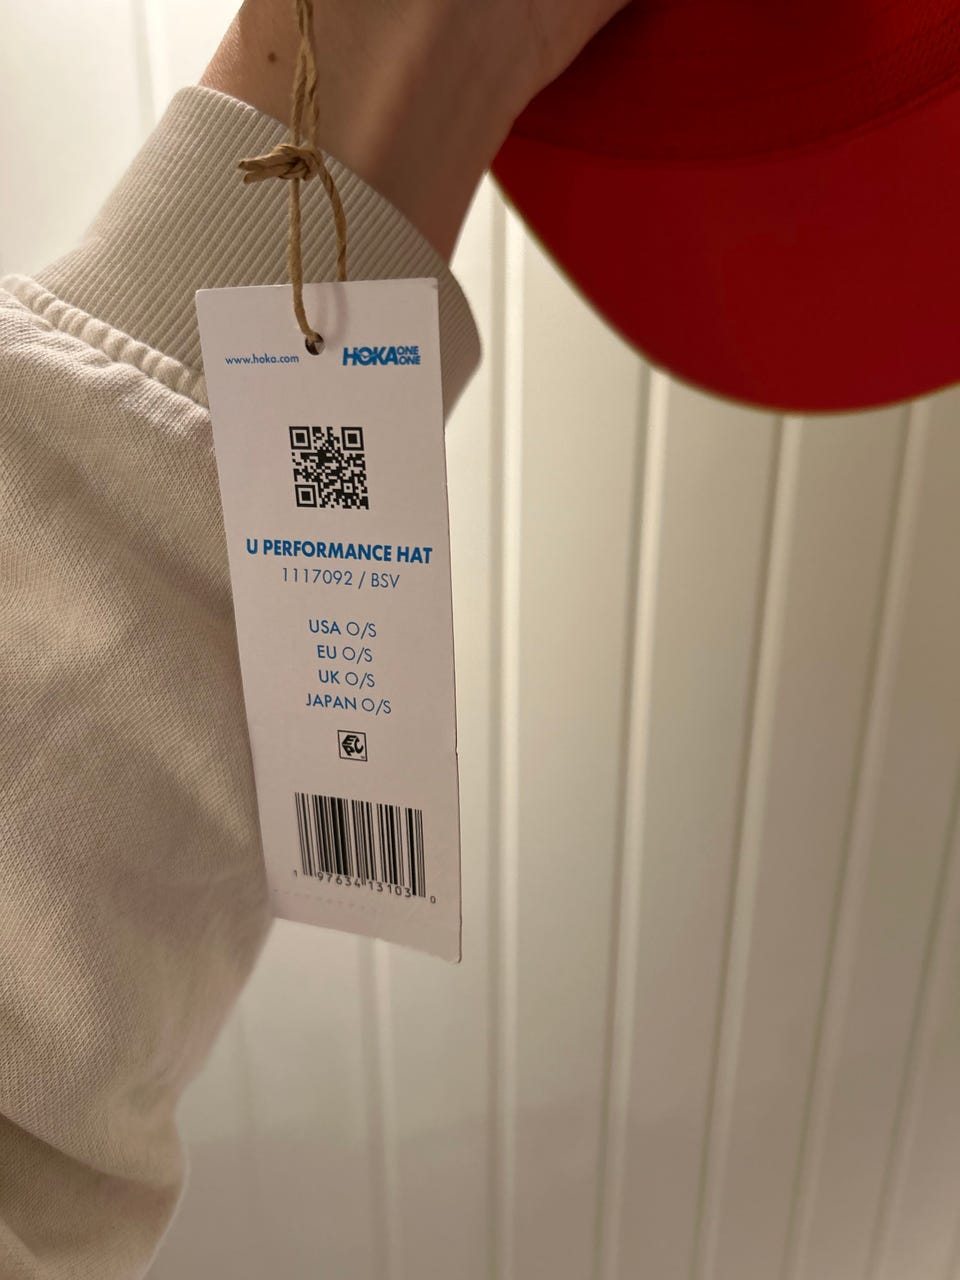 www.hoka.com
HOKA ONE ONE
U PERFORMANCE HAT
1117092 / BSV
USA O/S
EU O/S
UK O/S
JAPAN O/S
1 97634 13103 0